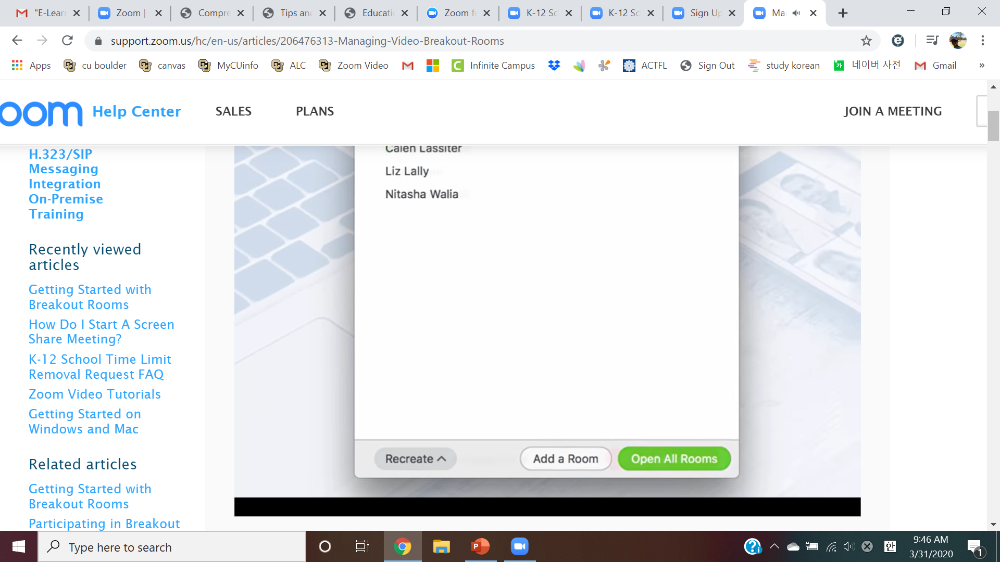 "E-Lear
Zoom |
Compre
Tips an
Educati
Zoom f
K-12 Sc
K-12 Sc
Sign Up
Ma
support.zoom.us/hc/en-us/articles/206476313-Managing-Video-Breakout-Rooms
Apps
cu boulder
canvas
MyCUinfo
ALC
Zoom Video
Infinite Campus
ACTFL
Sign Out
study korean
네이버 사전
Gmail
»
oom Help Center
SALES
PLANS
JOIN A MEETING
H.323/SIP
Messaging
Integration
On-Premise
Training
Recently viewed
articles
Getting Started with
Breakout Rooms
How Do I Start A Screen
Share Meeting?
K-12 School Time Limit
Removal Request FAQ
Zoom Video Tutorials
Getting Started on
Windows and Mac
Related articles
Getting Started with
Breakout Rooms
Participating in Breakout
Calen Lassiter
Liz Lally
Nitasha Walia
Recreate
Add a Room
Open All Rooms
Type here to search
한
9:46 AM
3/31/2020
1